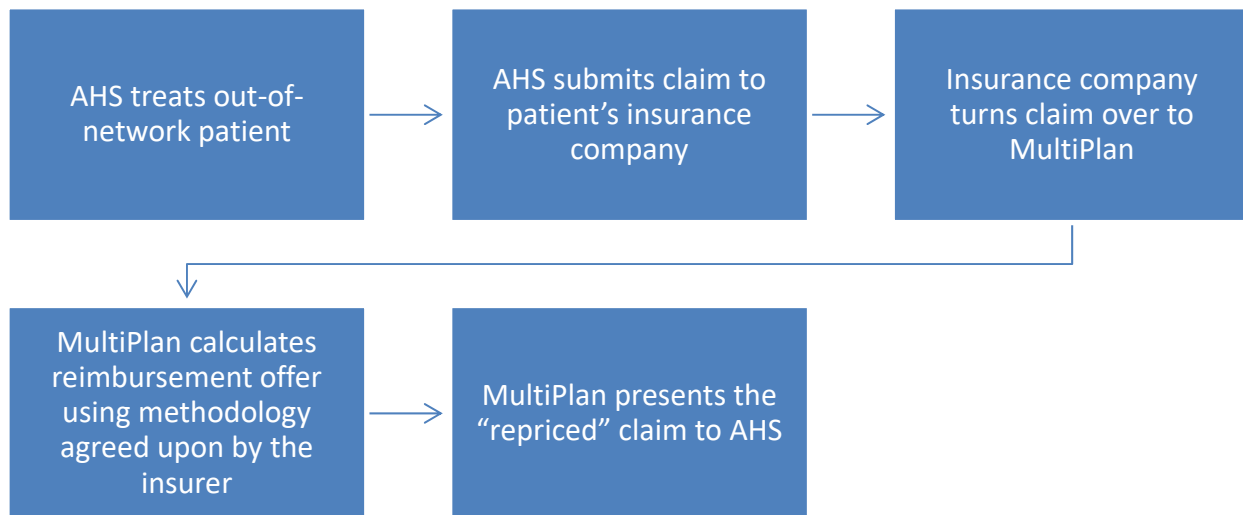 AHS treats out-of-
network patient
AHS submits claim to
patient’s insurance
company
Insurance company
turns claim over to
MultiPlan
MultiPlan calculates
reimbursement offer
using methodology
agreed upon by the
insurer
MultiPlan presents the
“repriced” claim to AHS